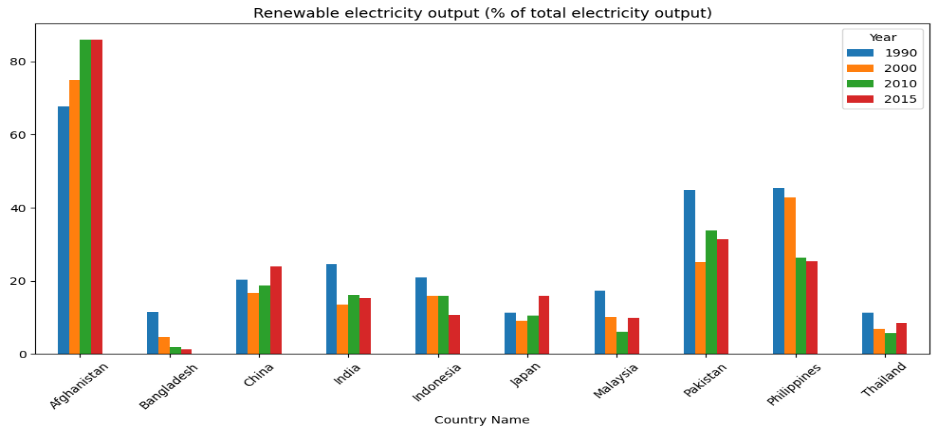 Renewable electricity output (% of total electricity output)
Year
1990
2000
2010
2015
80
60
40
20
0
Afghanistan
Bangladesh
China
India
Indonesia
Japan
Malaysia
Pakistan
Philippines
Thailand
Country Name